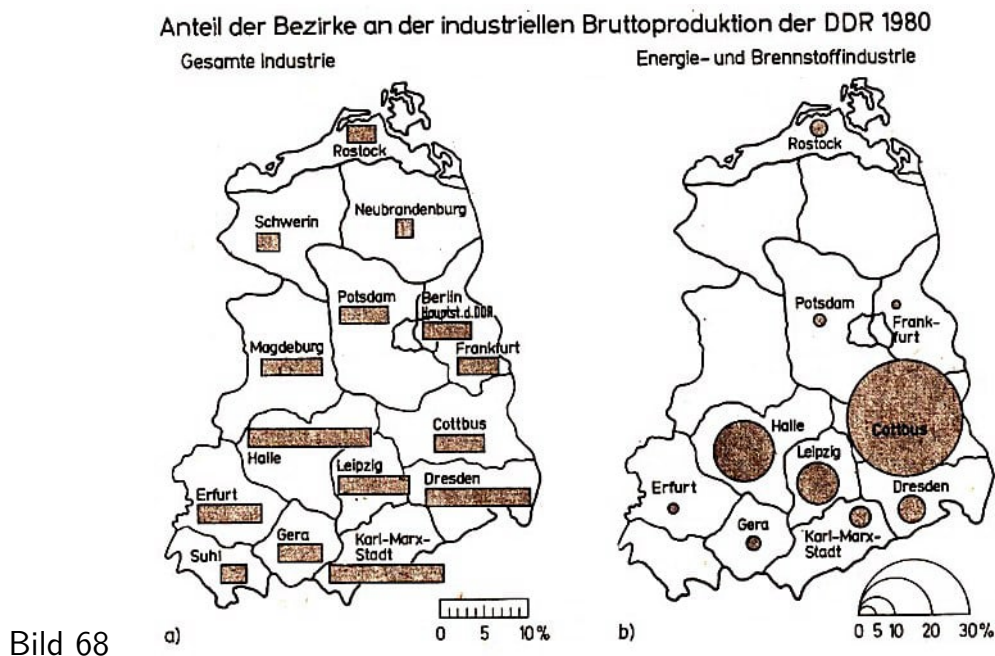 Anteil der Bezirke an der industriellen Bruttoproduktion der DDR 1980
Gesamte Industrie
Energie- und Brennstoffindustrie
Rostock
Schwerin
Neubrandenburg
Potsdam
Berlin
Hauptst.d.DDR
Magdeburg
Frankfurt
Cottbus
Halle
Leipzig
Dresden
Erfurt
Gera
Karl-Marx-
Stadt
Suhl
0 5 10 %
a)
Rostock
Potsdam
Frank-
furt
Cottbus
Halle
Leipzig
Dresden
Erfurt
Gera
Karl-Marx-
Stadt
0 5 10 20 30%
b)
Bild 68